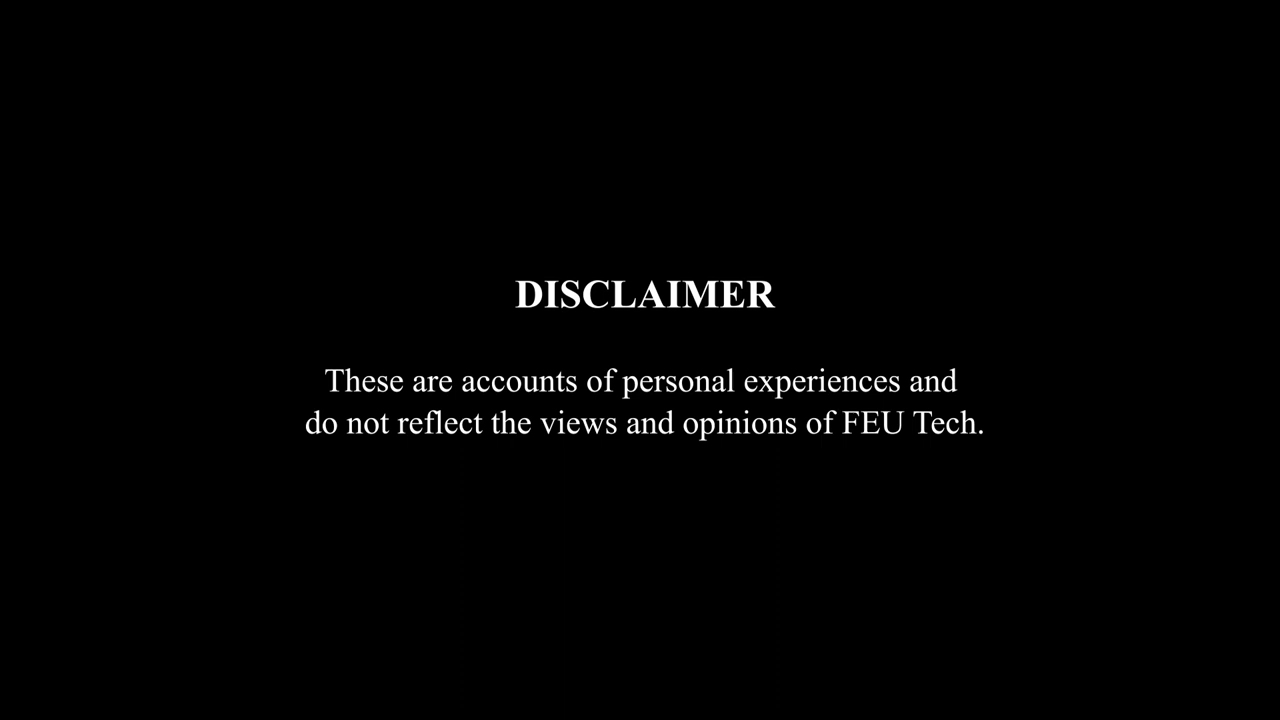 DISCLAIMER
These are accounts of personal experiences and
do not reflect the views and opinions of FEU Tech.